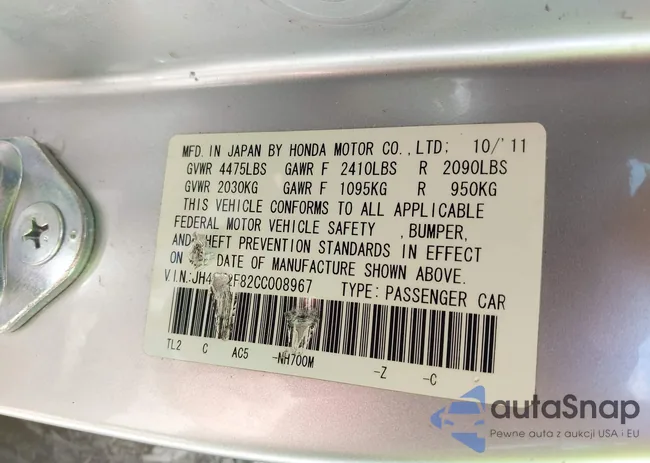 MFD. IN JAPAN BY HONDA MOTOR CO., LTD: 10/'11
GVWR 4475LBS GAWR F 2410LBS R 2090LBS
GVWR 2030KG GAWR F 1095KG R 950KG
THIS VEHICLE CONFORMS TO ALL APPLICABLE
FEDERAL MOTOR VEHICLE SAFETY , BUMPER,
AND PREVENTION STANDARDS IN EFFECT
ON DATE OF MANUFACTURE SHOWN ABOVE.
V.I.N: TYPE: PASSENGER CAR
TL2 C AC5 -NH700M -Z -C
autoSnap
Pewne auta z aukcji USA i EU